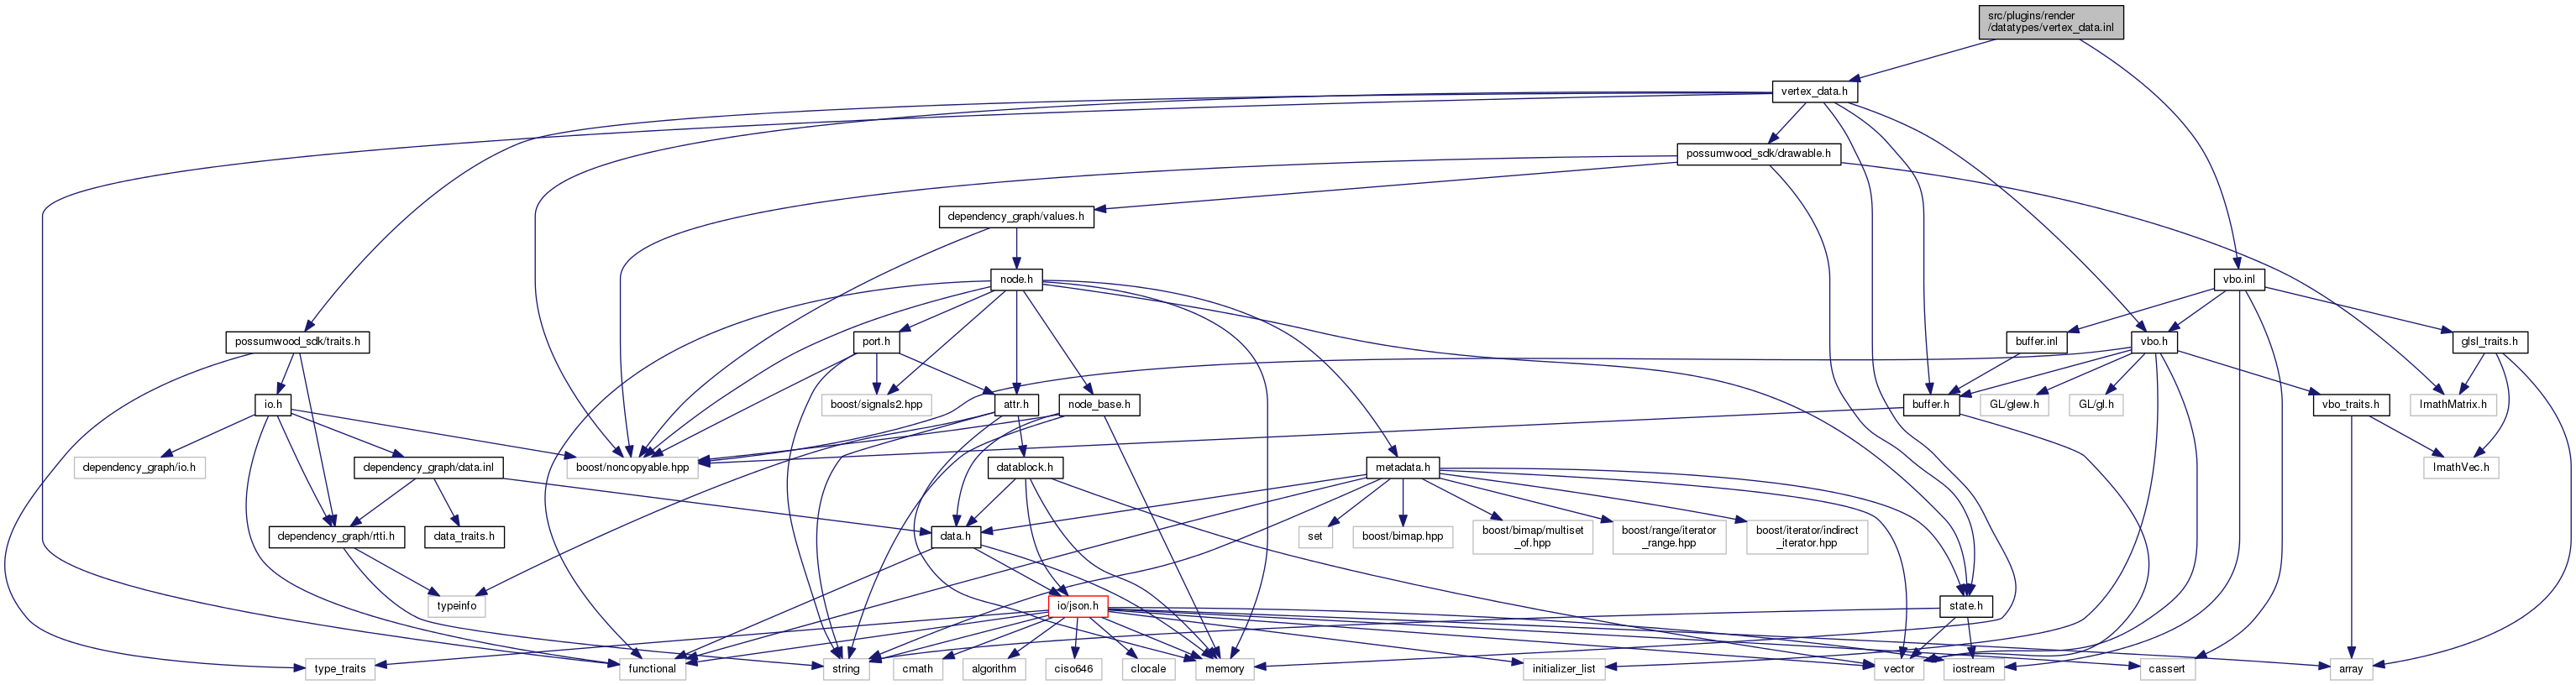 src/plugins/render
/datatypes/vertex_data.inl
vertex_data.h
possumwood_sdk/drawable.h
dependency_graph/values.h
node.h
vbo.inl
possumwood_sdk/traits.h
port.h
buffer.inl
vbo.h
glsl_traits.h
io.h
boost/signals2.hpp
attr.h
node_base.h
buffer.h
GL/glew.h
GL/gl.h
vbo_traits.h
ImathMatrix.h
dependency_graph/io.h
dependency_graph/data.inl
boost/noncopyable.hpp
datablock.h
metadata.h
ImathVec.h
dependency_graph/rtti.h
data_traits.h
data.h
set
boost/bimap.hpp
boost/bimap/multiset
_of.hpp
boost/range/iterator
_range.hpp
boost/iterator/indirect
_iterator.hpp
typeinfo
io/json.h
state.h
type_traits
functional
string
cmath
algorithm
ciso646
clocale
memory
initializer_list
vector
iostream
cassert
array